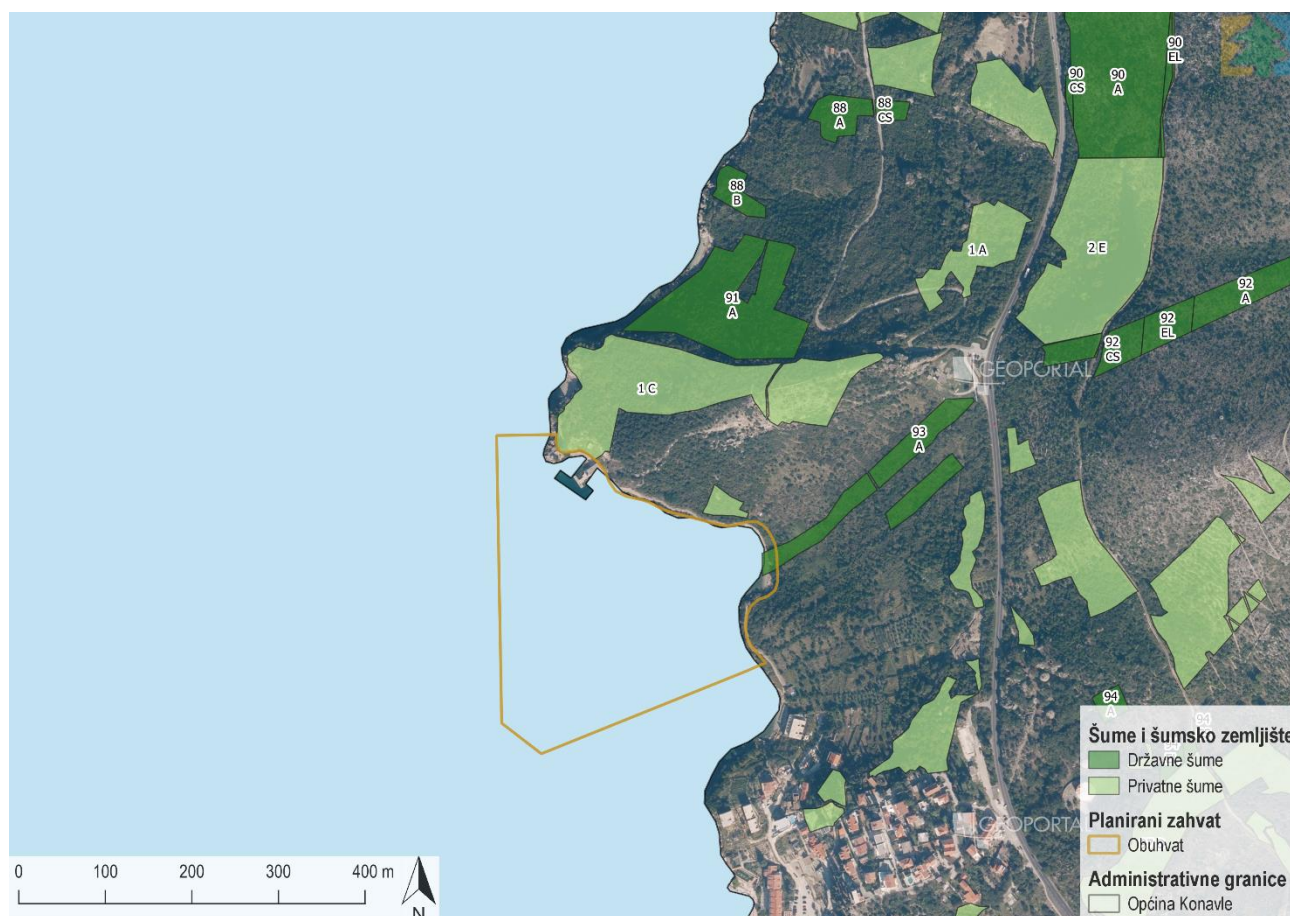 90
EL
90
CS
90
A
88
A
88
CS
88
B
1 A
2 E
91
A
92
A
92
EL
92
CS
GEOPORTAL
1 C
93
A
94
A
94
Šume i šumsko zemljište
Državne šume
Privatne šume
Planirani zahvat
Obuhvat
Administrativne granice
Općina Konavle
GEOPORTAL
0 100 200 300 400 m
N